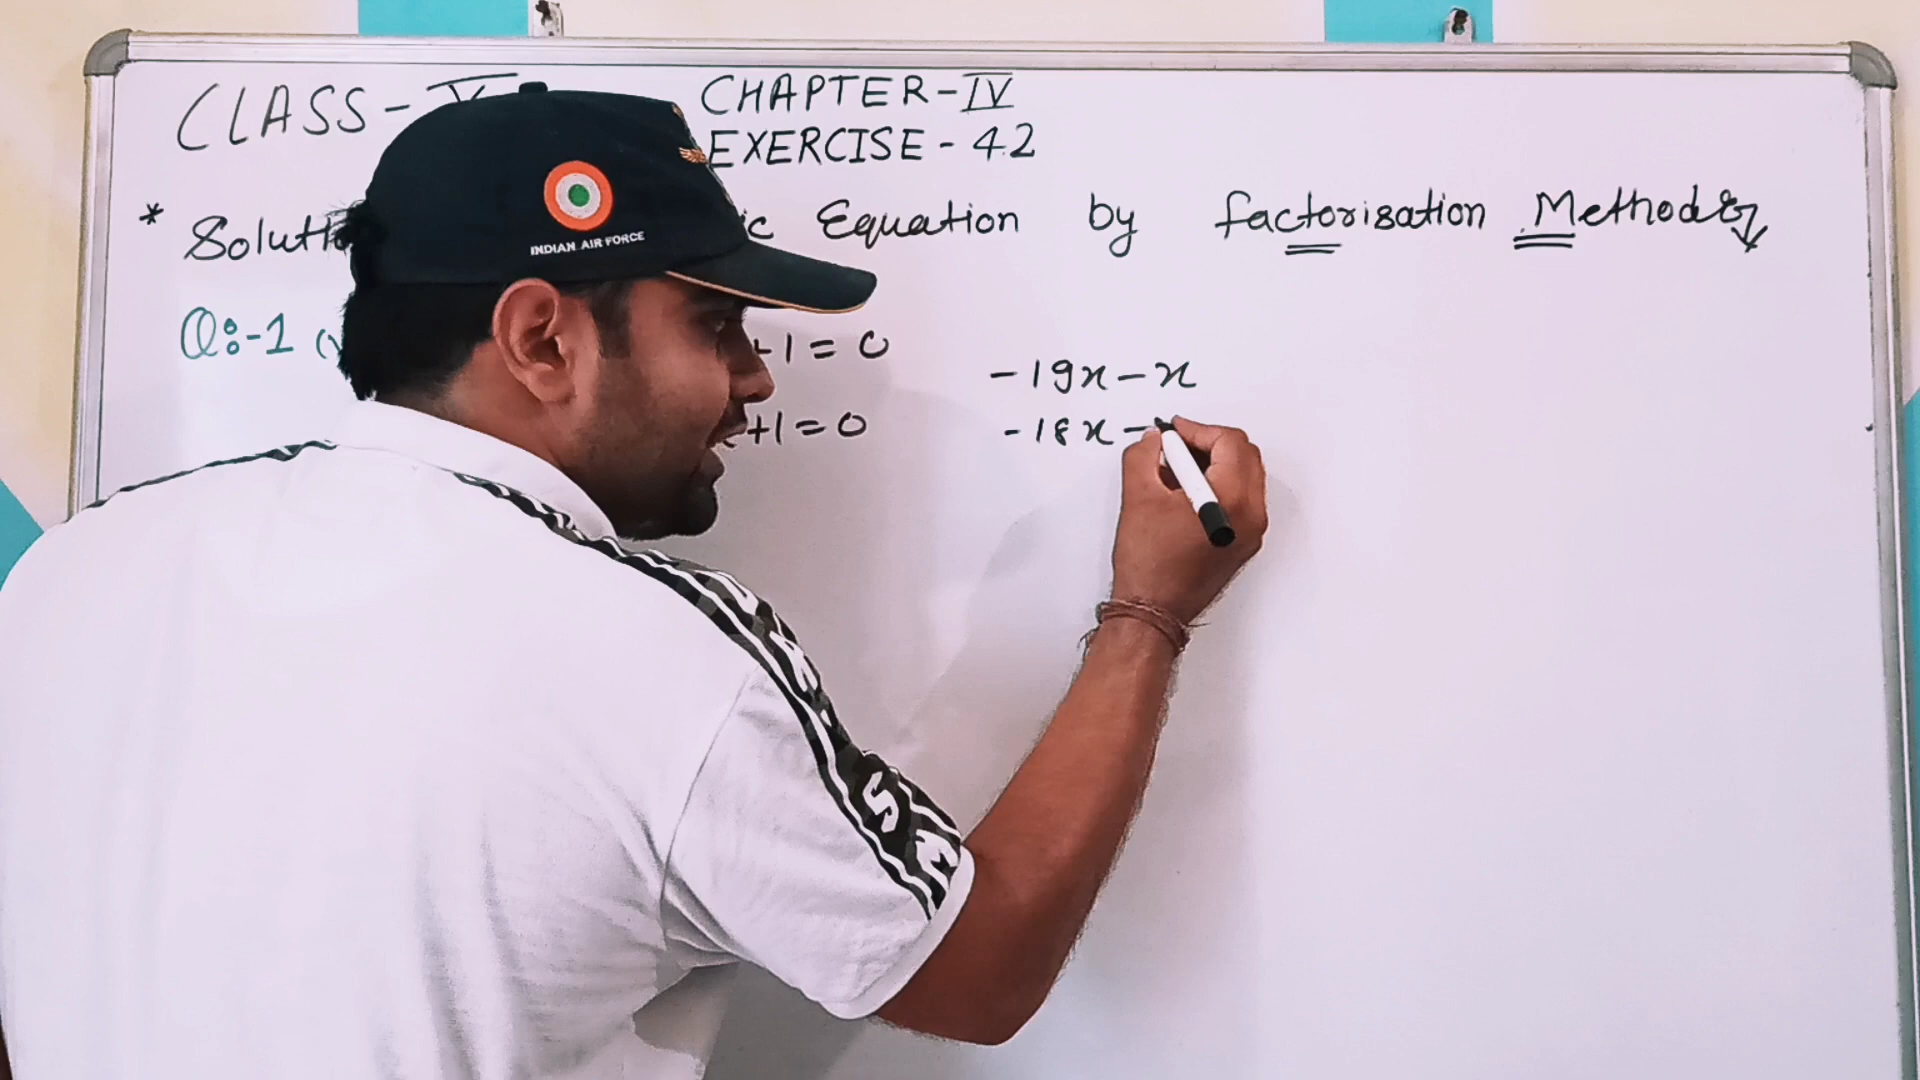 CLASS - X CHAPTER-IV
EXERCISE - 4.2
* Soluti c Equation by factorisation Method:-
Q:-1 ( +1=0
+1=0
-19x-x
-18x-
INDIAN AIR FORCE
S